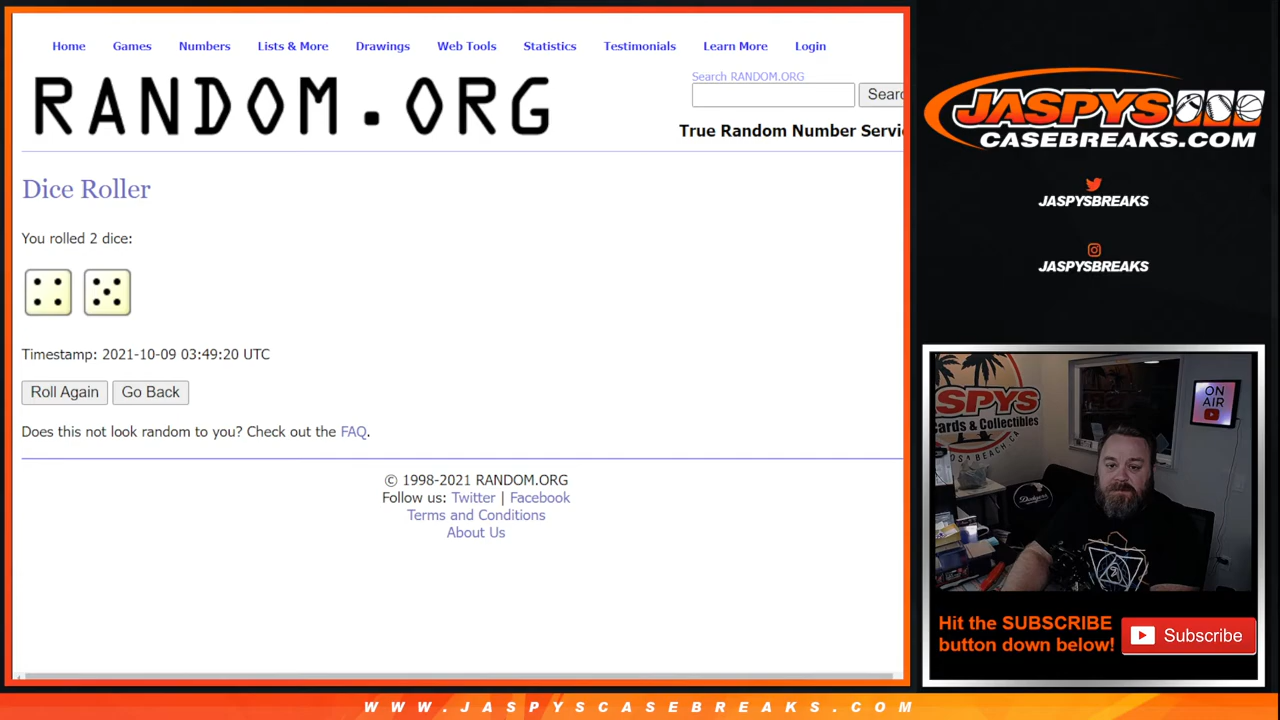 Home Games Numbers Lists & More Drawings Web Tools Statistics Testimonials Learn More Login
RANDOM.ORG
Search RANDOM.ORG
True Random Number
Dice Roller
You rolled 2 dice:
Timestamp: 2021-10-09 03:49:20 UTC
Roll Again Go Back
Does this not look random to you? Check out the FAQ.
© 1998-2021 RANDOM.ORG
Follow us: Twitter | Facebook
Terms and Conditions
About Us
JASPYS
CASEBREAKS.COM
JASPYSBREAKS
JASPYSBREAKS
ON
AIR
Cards & Collectibles
Dodgers
Hit the SUBSCRIBE
button down below!
Subscribe
WWW.JASPYSCASEBREAKS.COM